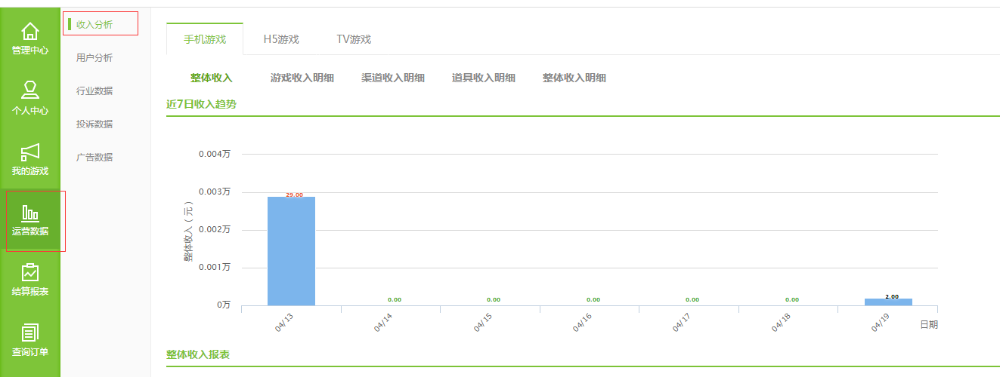 管理中心
个人中心
我的游戏
运营数据
结算报表
查询订单
收入分析
用户分析
行业数据
投诉数据
广告数据
手机游戏 H5游戏 TV游戏
整体收入 游戏收入明细 渠道收入明细 道具收入明细 整体收入明细
近7日收入趋势
整体收入（元）
0.004万
0.003万
0.002万
0.001万
0万
29.00 0.00 0.00 0.00 0.00 0.00 2.00
04/13 04/14 04/15 04/16 04/17 04/18 04/19
日期
整体收入报表